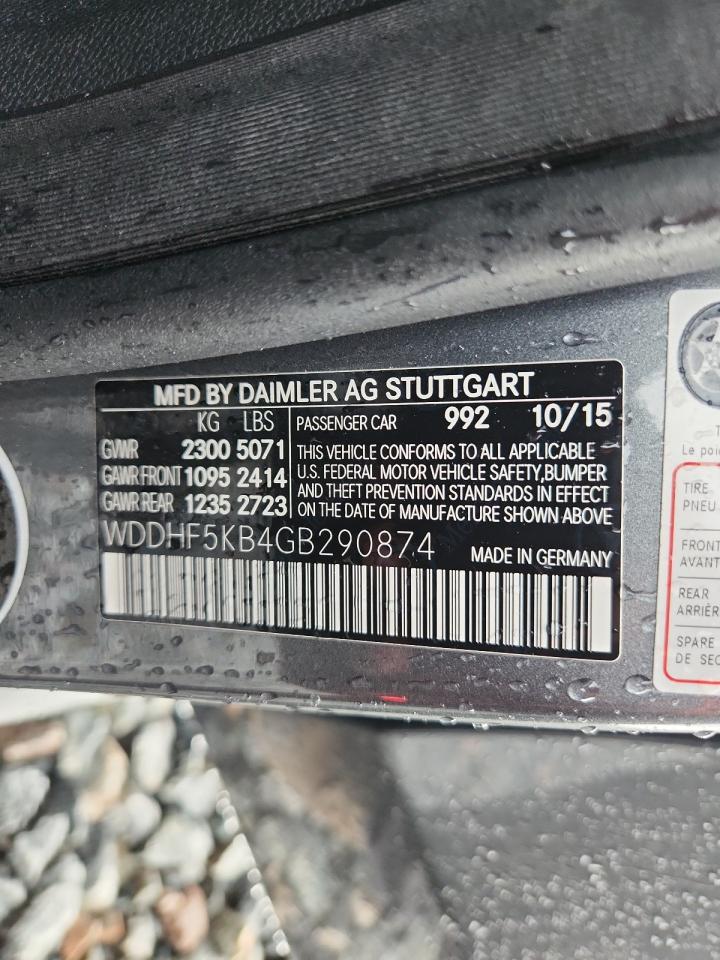 MFD BY DAIMLER AG STUTTGART
KG LBS
GVWR 2300 5071
GAWR FRONT 1095 2414
GAWR REAR 1235 2723
PASSENGER CAR 992 10/15
THIS VEHICLE CONFORMS TO ALL APPLICABLE
U.S. FEDERAL MOTOR VEHICLE SAFETY,BUMPER
AND THEFT PREVENTION STANDARDS IN EFFECT
ON THE DATE OF MANUFACTURE SHOWN ABOVE
WDDHF5KB4GB290874
MADE IN GERMANY
Le
TIRE
PNEU
FRONT
AVANT
REAR
ARRIÈR
SPARE
DE SEC